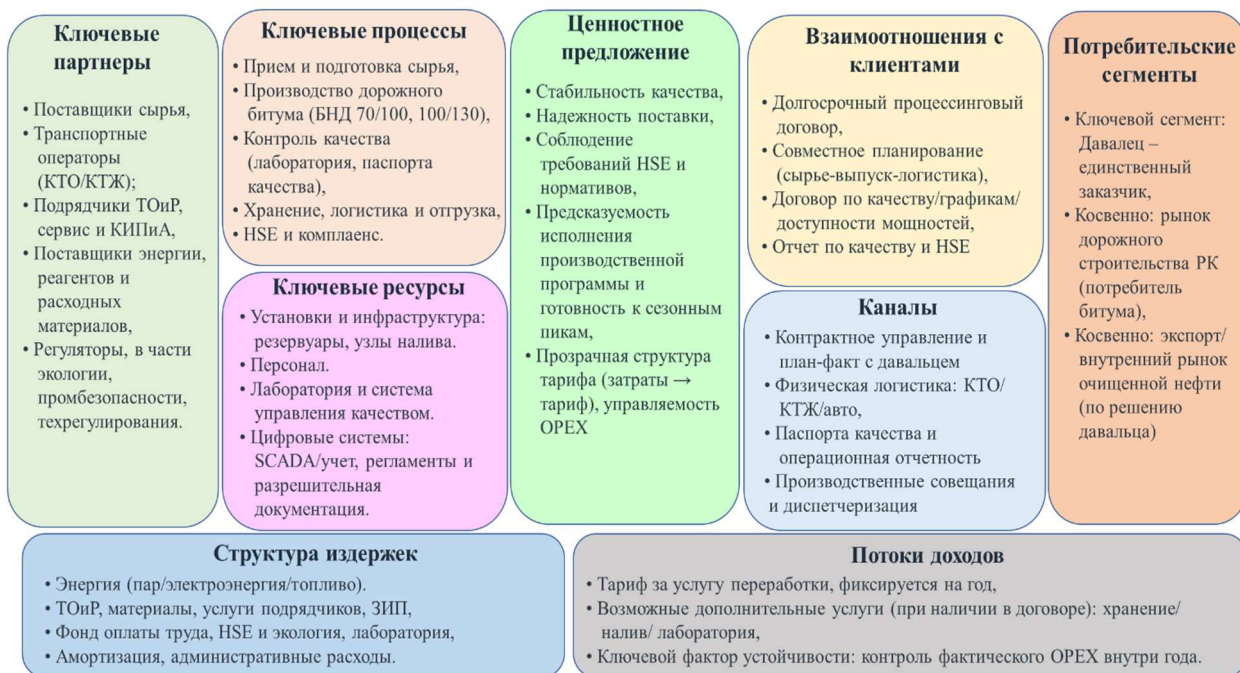 Ключевые
партнеры
• Поставщики сырья,
• Транспортные
операторы
(КТО/КТЖ);
• Подрядчики ТОиР,
сервис и КИПиА,
• Поставщики энергии,
реагентов и
расходных
материалов,
• Регуляторы, в части
экологии,
промбезопасности,
техрегулирования.
Ключевые процессы
• Прием и подготовка сырья,
• Производство дорожного
битума (БНД 70/100, 100/130),
• Контроль качества
(лаборатория, паспорта
качества),
• Хранение, логистика и отгрузка,
• HSE и комплаенс.
Ключевые ресурсы
• Установки и инфраструктура:
резервуары, узлы налива.
• Персонал.
• Лаборатория и система
управления качеством.
• Цифровые системы:
SCADA/учет, регламенты и
разрешительная
документация.
Ценностное
предложение
• Стабильность качества,
• Надежность поставки,
• Соблюдение
требований HSE и
нормативов,
• Предсказуемость
исполнения
производственной
программы и
готовность к сезонным
пикам,
• Прозрачная структура
тарифа (затраты →
тариф), управляемость
OPEX
Взаимоотношения с
клиентами
• Долгосрочный процессинговый
договор,
• Совместное планирование
(сырье-выпуск-логистика),
• Договор по качеству/графикам/
доступности мощностей,
• Отчет по качеству и HSE
Каналы
• Контрактное управление и
план-факт с давальцем
• Физическая логистика: КТО/
КТЖ/авто,
• Паспорта качества и
операционная отчетность
• Производственные совещания
и диспетчеризация
Потребительские
сегменты
• Ключевой сегмент:
Давалец –
единственный
заказчик,
• Косвенно: рынок
дорожного
строительства РК
(потребитель
битума),
• Косвенно: экспорт/
внутренний рынок
очищенной нефти
(по решению
давальца)
Структура издержек
• Энергия (пар/электроэнергия/топливо).
• ТОиР, материалы, услуги подрядчиков, ЗИП,
• Фонд оплаты труда, HSE и экология, лаборатория,
• Амортизация, административные расходы.
Потоки доходов
• Тариф за услугу переработки, фиксируется на год,
• Возможные дополнительные услуги (при наличии в договоре): хранение/
налив/ лаборатория,
• Ключевой фактор устойчивости: контроль фактического OPEX внутри года.